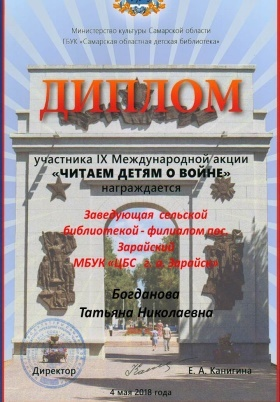 Министерство культуры Самарской области
ГБУК «Самарская областная детская библиотека»
ДИПЛОМ
участника IX Международной акции
«ЧИТАЕМ ДЕТЯМ О ВОЙНЕ»
награждается
Заведующая сельской
библиотекой - филиалом пос.
Зарайский
МБУК «ЦБС г. о. Зарайск»
Богданова
Татьяна Николаевна
Директор
Е. А. Канигина
4 мая 2018 года